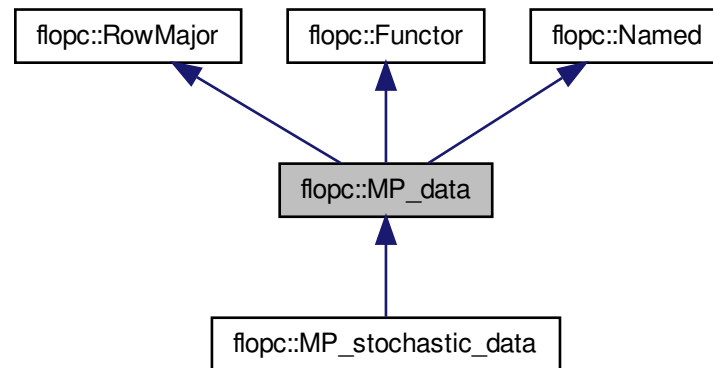 flopc::RowMajor
flopc::Functor
flopc::Named
flopc::MP_data
flopc::MP_stochastic_data